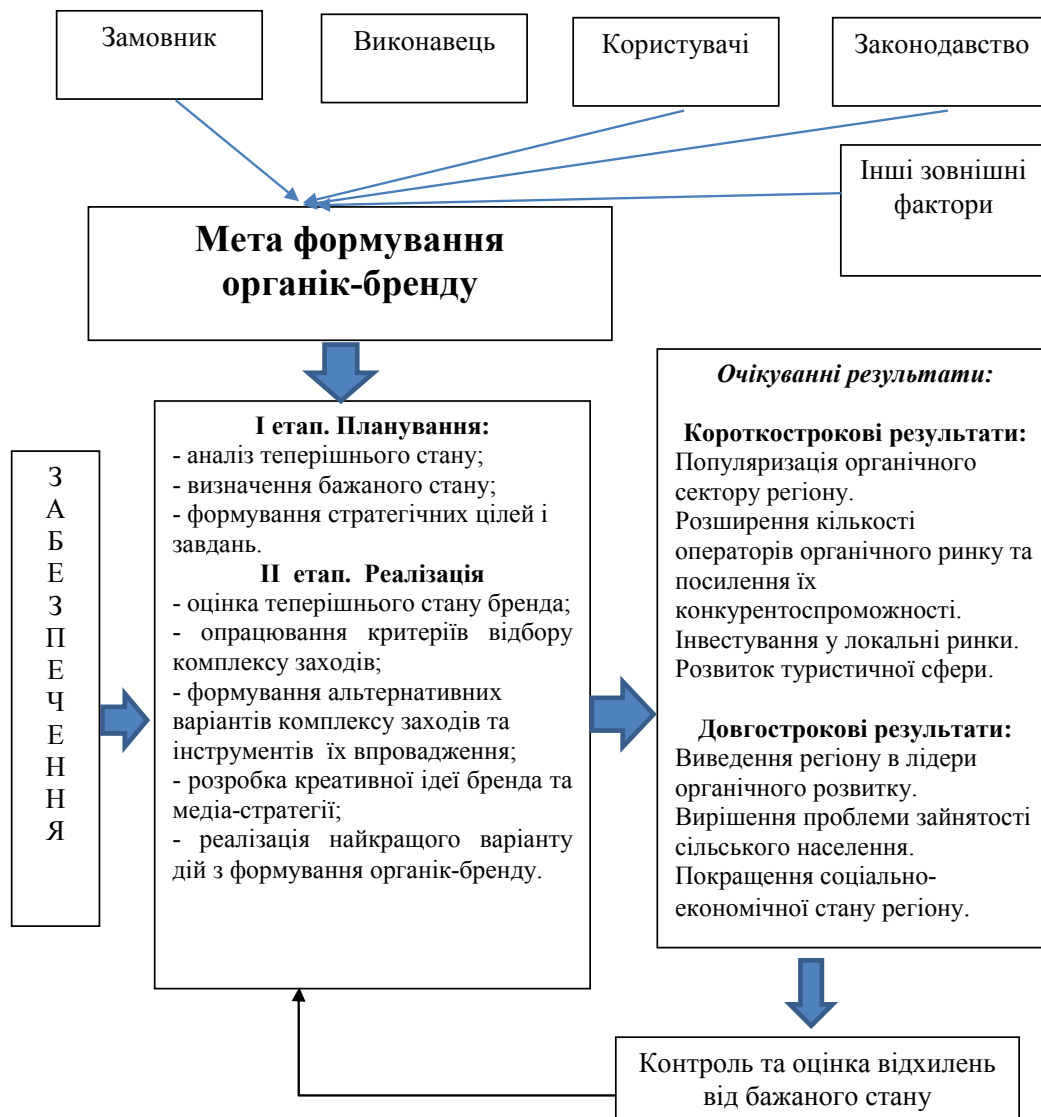 Замовник
Виконавець
Користувачі
Законодавство
Інші зовнішні
фактори
Мета формування
органік-бренду
З
А
Б
Е
З
П
Е
Ч
Е
Н
Н
Я
І етап. Планування:
- аналіз теперішнього стану;
- визначення бажаного стану;
- формування стратегічних цілей і
завдань.
ІІ етап. Реалізація
- оцінка теперішнього стану бренда;
- опрацювання критеріїв відбору
комплексу заходів;
- формування альтернативних
варіантів комплексу заходів та
інструментів їх впровадження;
- розробка креативної ідеї бренда та
медіа-стратегії;
- реалізація найкращого варіанту
дій з формування органік-бренду.
Очікуванні результати:
Короткострокові результати:
Популяризація органічного
сектору регіону.
Розширення кількості
операторів органічного ринку та
посилення їх
конкурентоспроможності.
Інвестування у локальні ринки.
Розвиток туристичної сфери.
Довгострокові результати:
Виведення регіону в лідери
органічного розвитку.
Вирішення проблеми зайнятості
сільського населення.
Покращення соціально-
економічної стану регіону.
Контроль та оцінка відхилень
від бажаного стану